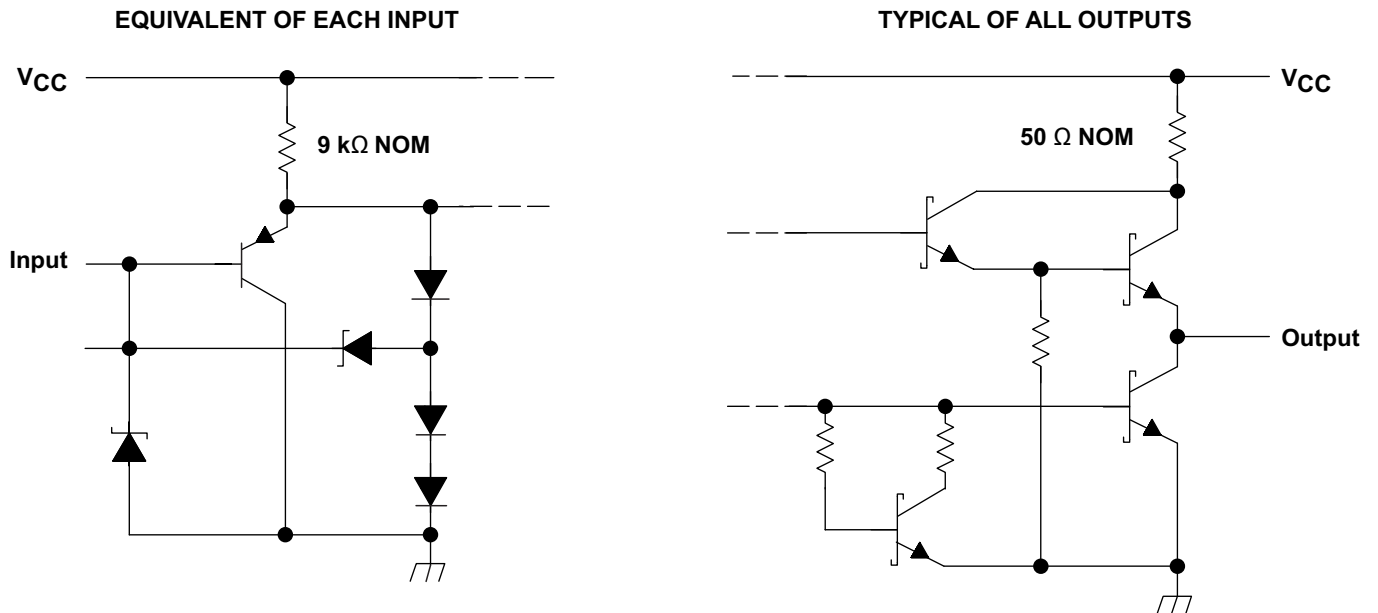 EQUIVALENT OF EACH INPUT
VCC
9 kΩ NOM
Input
TYPICAL OF ALL OUTPUTS
VCC
50 Ω NOM
Output